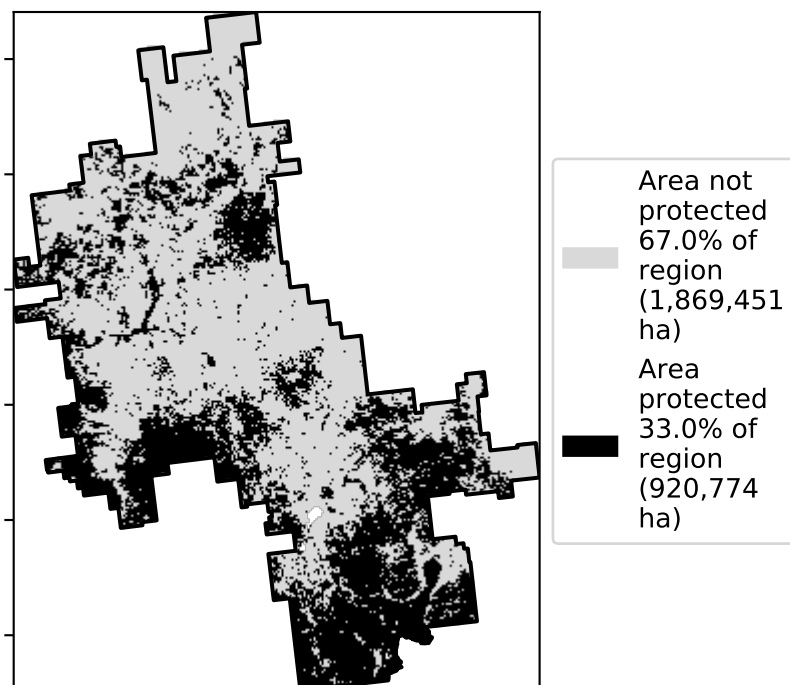 Area not
protected
67.0% of
region
(1,869,451
ha)
Area
protected
33.0% of
region
(920,774
ha)